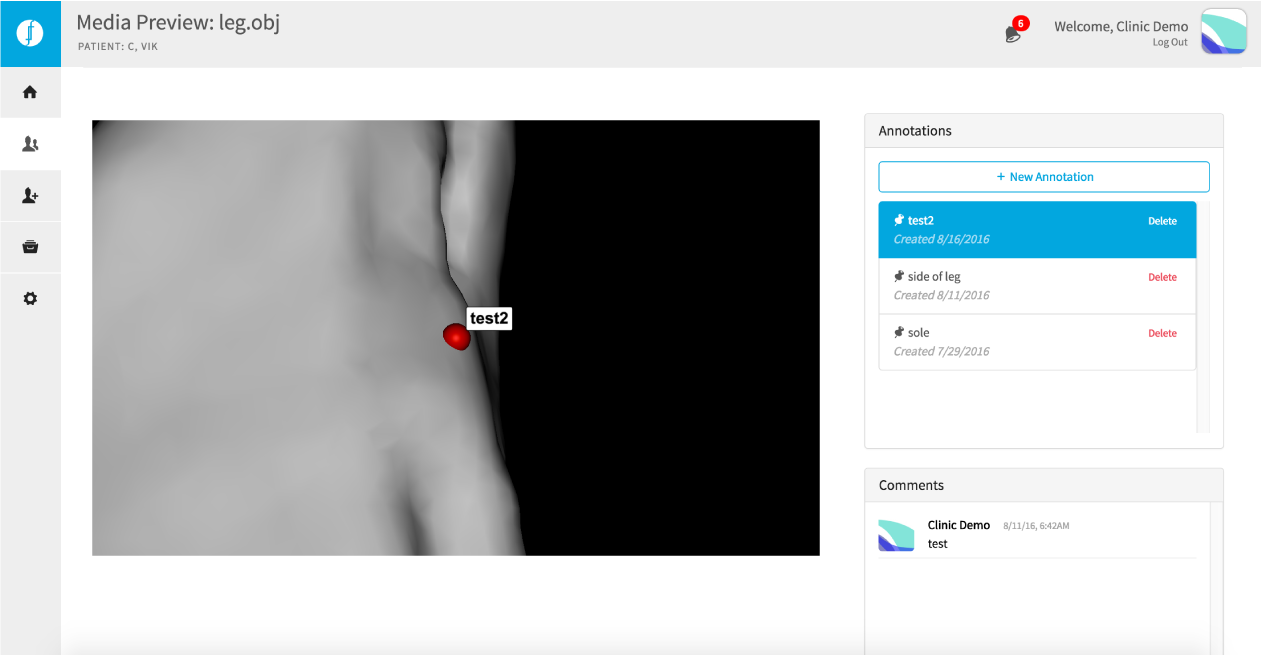 Media Preview: leg.obj
PATIENT: C, VIK
6
Welcome, Clinic Demo
Log Out
test2
Annotations
+ New Annotation
test2 Delete
Created 8/16/2016
side of leg Delete
Created 8/11/2016
sole Delete
Created 7/29/2016
Comments
Clinic Demo 8/11/16, 6:42AM
test